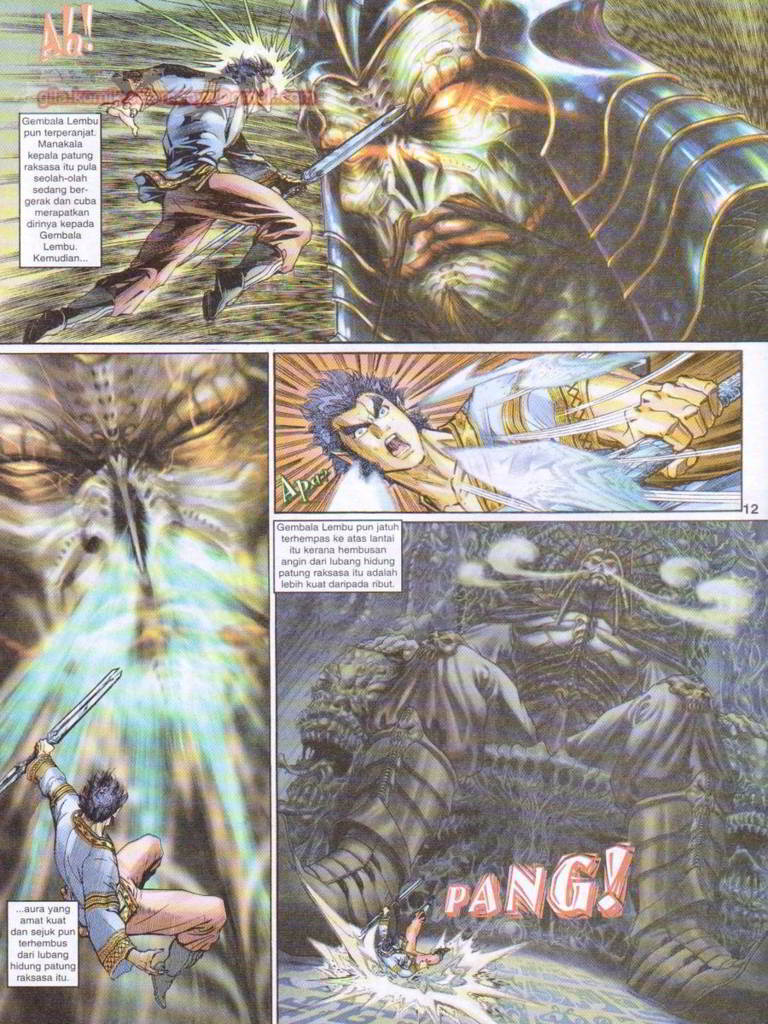 Ah!
Gembala Lembu
pun terperanjat.
Manakala
kepala patung
raksasa itu pula
seolah-olah
sedang ber-
gerak dan cuba
merapatkan
dirinya kepada
Gembala
Lembu.
Kemudian...
Apa?
12
Gembala Lembu pun jatuh
terhempas ke atas lantai
itu kerana hembusan
angin dari lubang hidung
patung raksasa itu adalah
lebih kuat daripada ribut.
...aura yang
amat kuat
dan sejuk pun
terhembus
dari lubang
hidung patung
raksasa itu.
PANG!